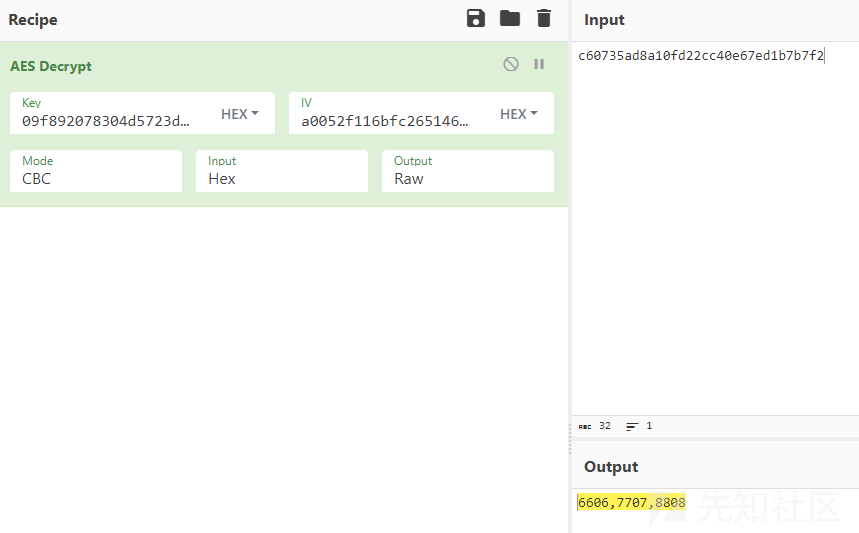 Recipe
AES Decrypt
Key
09f892078304d5723d…
HEX
IV
a0052f116bfc265146…
HEX
Mode
CBC
Input
Hex
Output
Raw
Input
c60735ad8a10fd22cc40e67ed1b7b7f2
ABC 32 1
Output
6606,7707,8808
先知社区